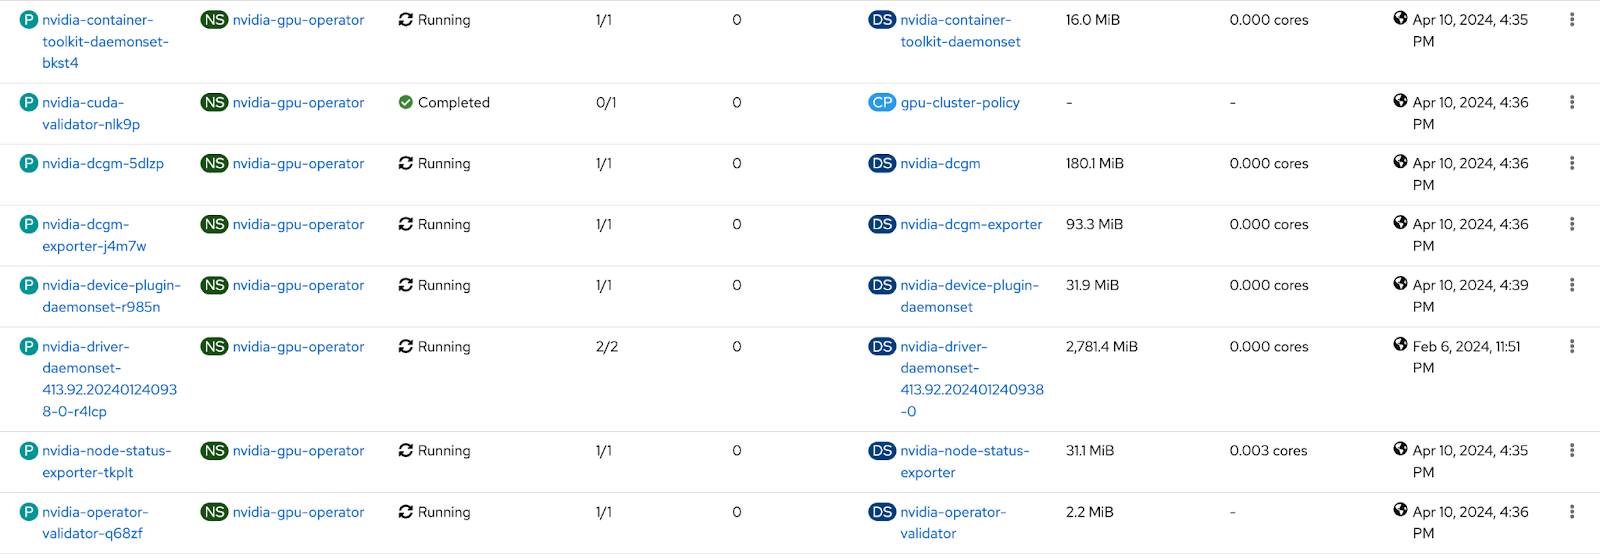 P nvidia-container- NS nvidia-gpu-operator Running 1/1 0 DS nvidia-container- 16.0 MiB 0.000 cores Apr 10, 2024, 4:35
toolkit-daemonset- toolkit-daemonset PM
bkst4
P nvidia-cuda- NS nvidia-gpu-operator Completed 0/1 0 CP gpu-cluster-policy - - Apr 10, 2024, 4:36
validator-nlk9p PM
P nvidia-dcgm-5dlzp NS nvidia-gpu-operator Running 1/1 0 DS nvidia-dcgm 180.1 MiB 0.000 cores Apr 10, 2024, 4:36
PM
P nvidia-dcgm- NS nvidia-gpu-operator Running 1/1 0 DS nvidia-dcgm-exporter 93.3 MiB 0.000 cores Apr 10, 2024, 4:36
exporter-j4m7w PM
P nvidia-device-plugin- NS nvidia-gpu-operator Running 1/1 0 DS nvidia-device-plugin- 31.9 MiB 0.000 cores Apr 10, 2024, 4:39
daemonset-r985n daemonset PM
P nvidia-driver- NS nvidia-gpu-operator Running 2/2 0 DS nvidia-driver- 2,781.4 MiB 0.000 cores Feb 6, 2024, 11:51
daemonset- daemonset- PM
413.92.20240124093 413.92.202401240938
8-0-r4lcp -0
P nvidia-node-status- NS nvidia-gpu-operator Running 1/1 0 DS nvidia-node-status- 31.1 MiB 0.003 cores Apr 10, 2024, 4:35
exporter-tkplt exporter PM
P nvidia-operator- NS nvidia-gpu-operator Running 1/1 0 DS nvidia-operator- 2.2 MiB - Apr 10, 2024, 4:36
validator-q68zf validator PM